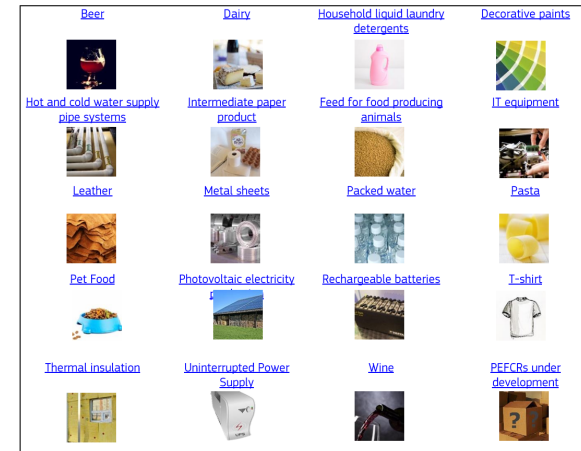 Beer
Dairy
Household liquid laundry
detergents
Decorative paints
Hot and cold water supply
pipe systems
Intermediate paper
product
Feed for food producing
animals
IT equipment
Leather
Metal sheets
Packed water
Pasta
Pet Food
Photovoltaic electricity
Rechargeable batteries
T-shirt
Thermal insulation
Uninterrupted Power
Supply
Wine
PEFCRs under
development
?